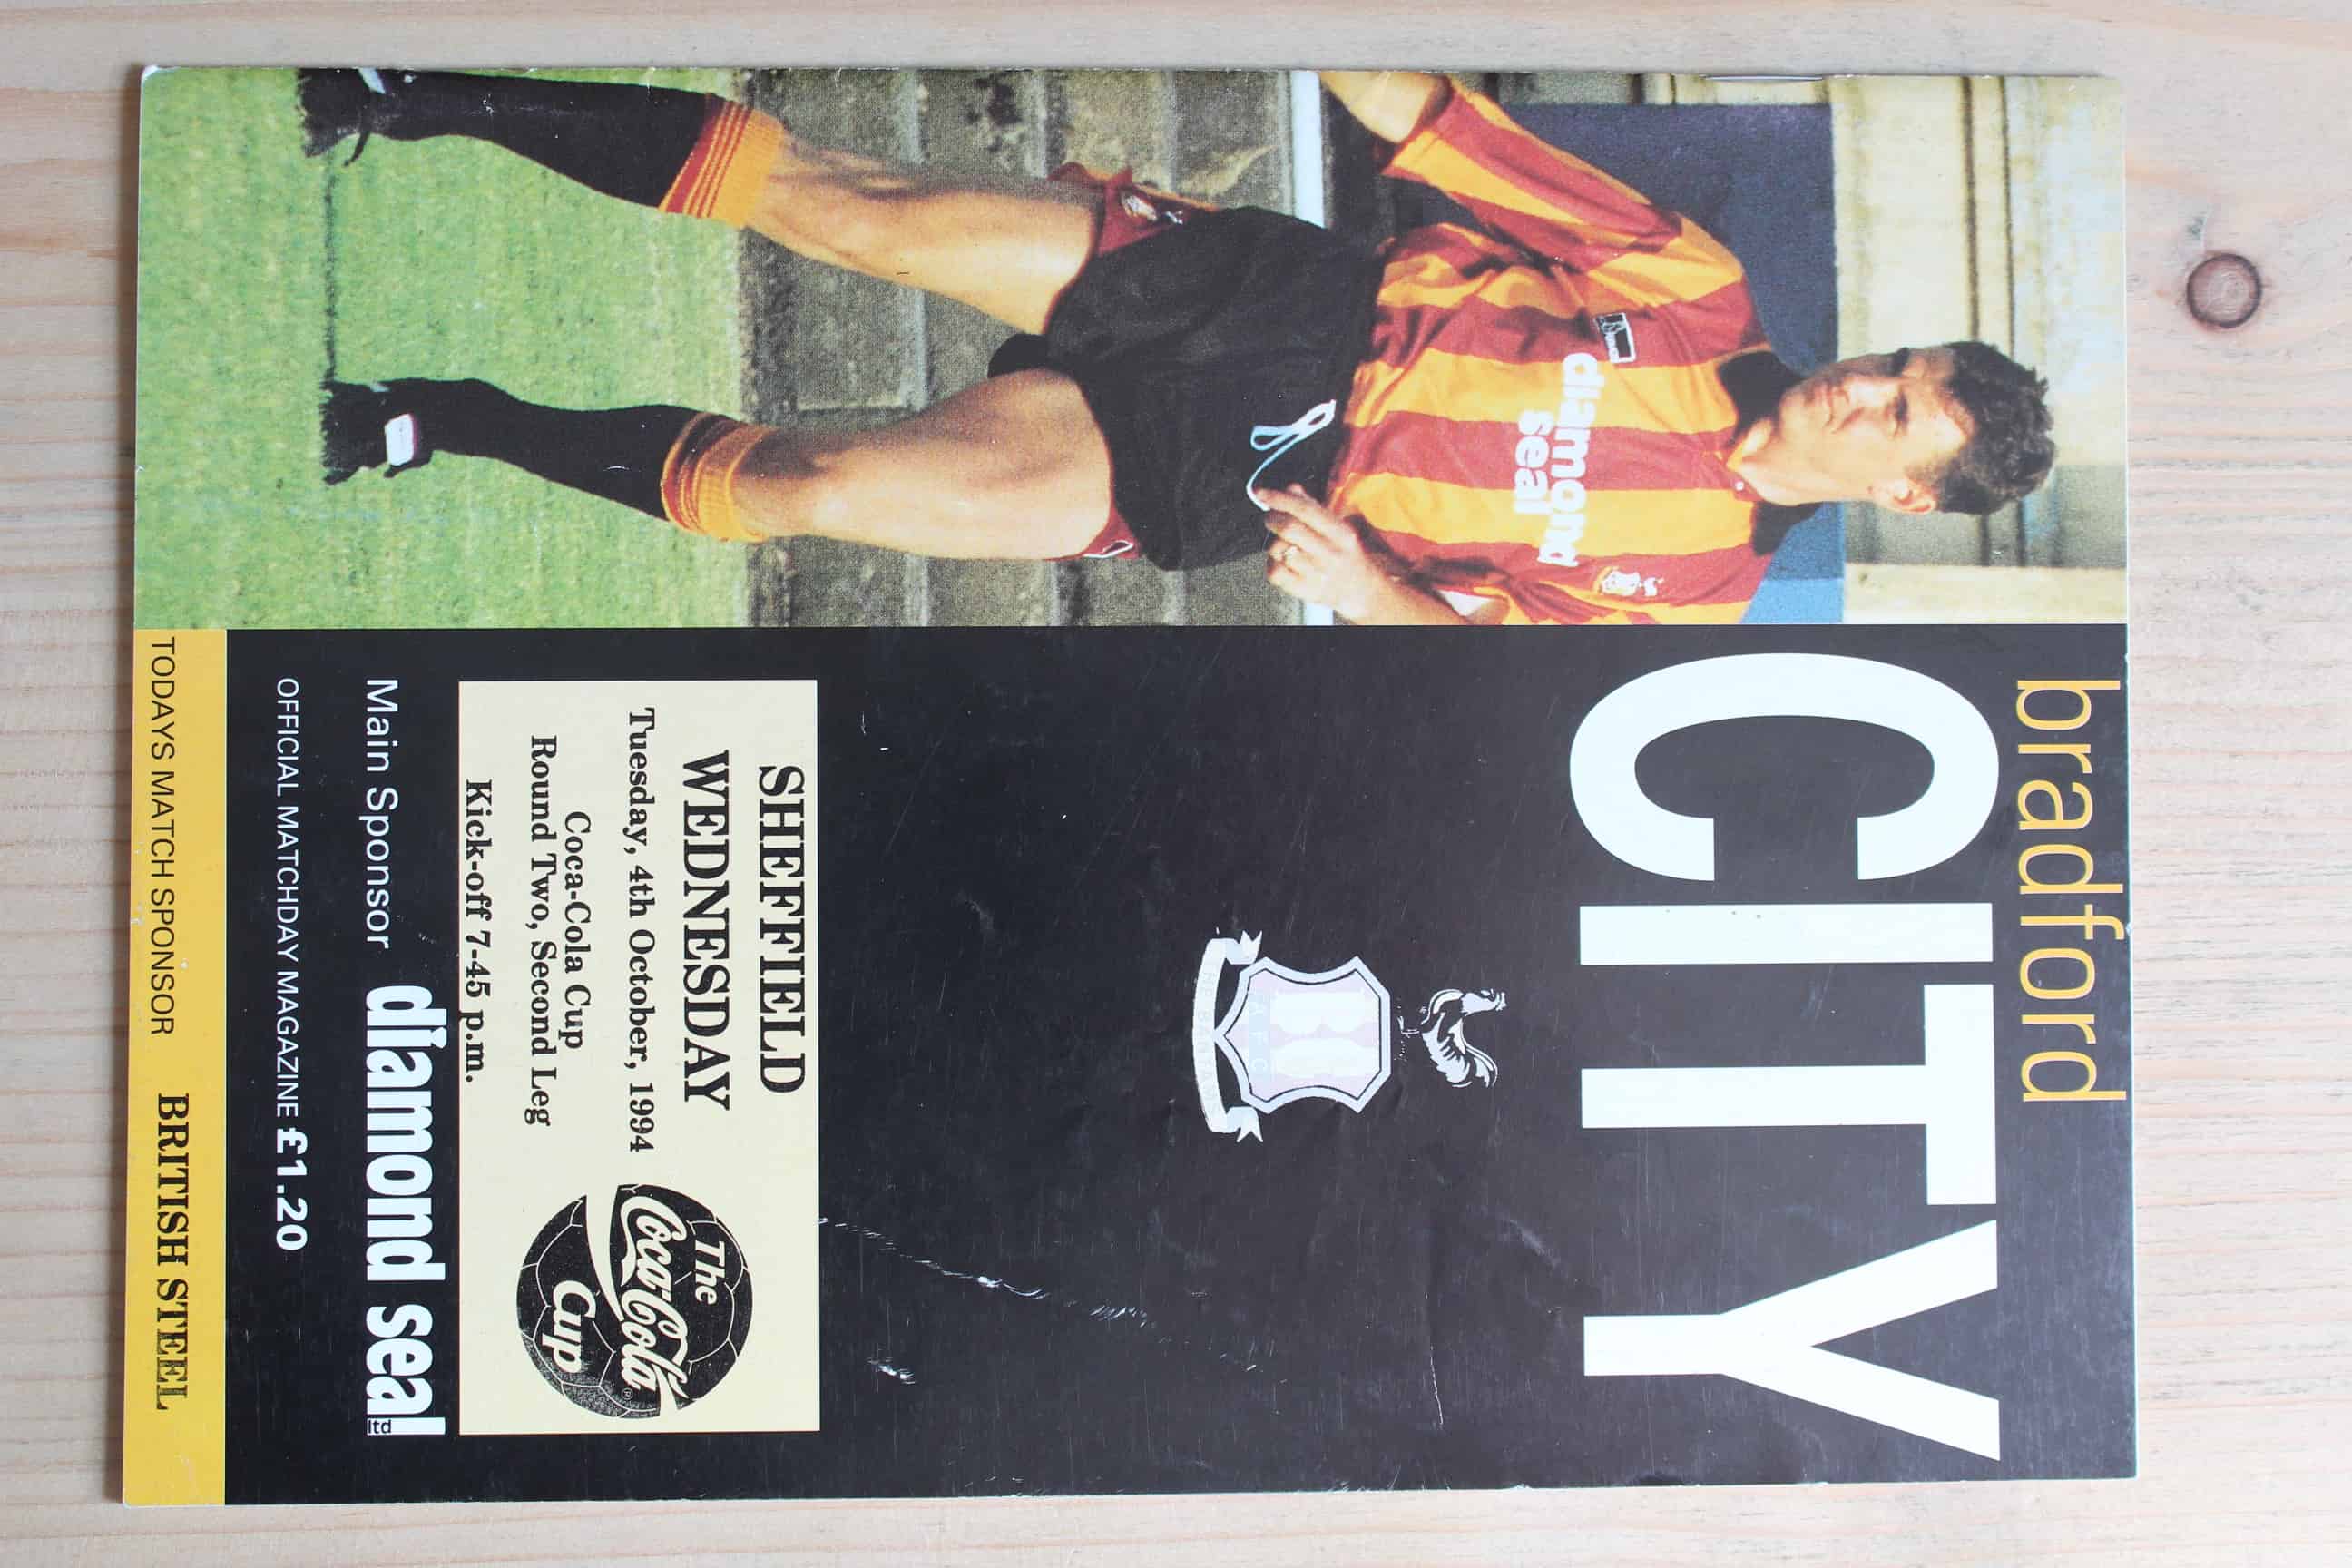 bradford
CITY
diamond
seal
SHEFFIELD
WEDNESDAY
Tuesday, 4th October, 1994
Coca-Cola Cup
Round Two, Second Leg
Kick-off 7-45 p.m.
The
Coca-Cola®
Cup
Main Sponsor diamond seal ltd
OFFICIAL MATCHDAY MAGAZINE £1.20
TODAYS MATCH SPONSOR BRITISH STEEL